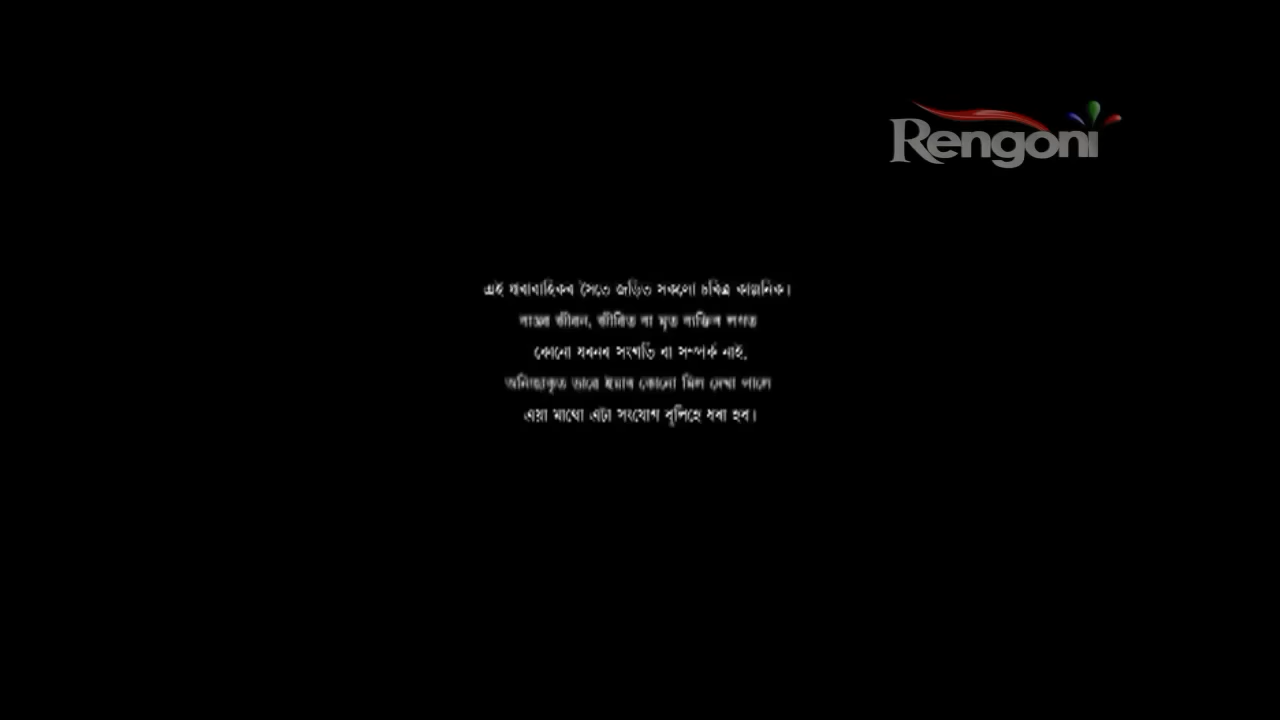 Rengoni
এই ধাৰাবাহিকৰ সৈতে জড়িত সকলো চৰিত্ৰ কাল্পনিক।
বাস্তৱ জীৱন, জীৱিত বা মৃত ব্যক্তিৰ লগত
কোনো ধৰনৰ সংগতি বা সম্পৰ্ক নাই,
অনিচ্ছাকৃত ভাৱে ইয়াৰ কোনো মিল দেখা পালে
এয়া মাথো এটা সংযোগ বুলিহে ধৰা হব।